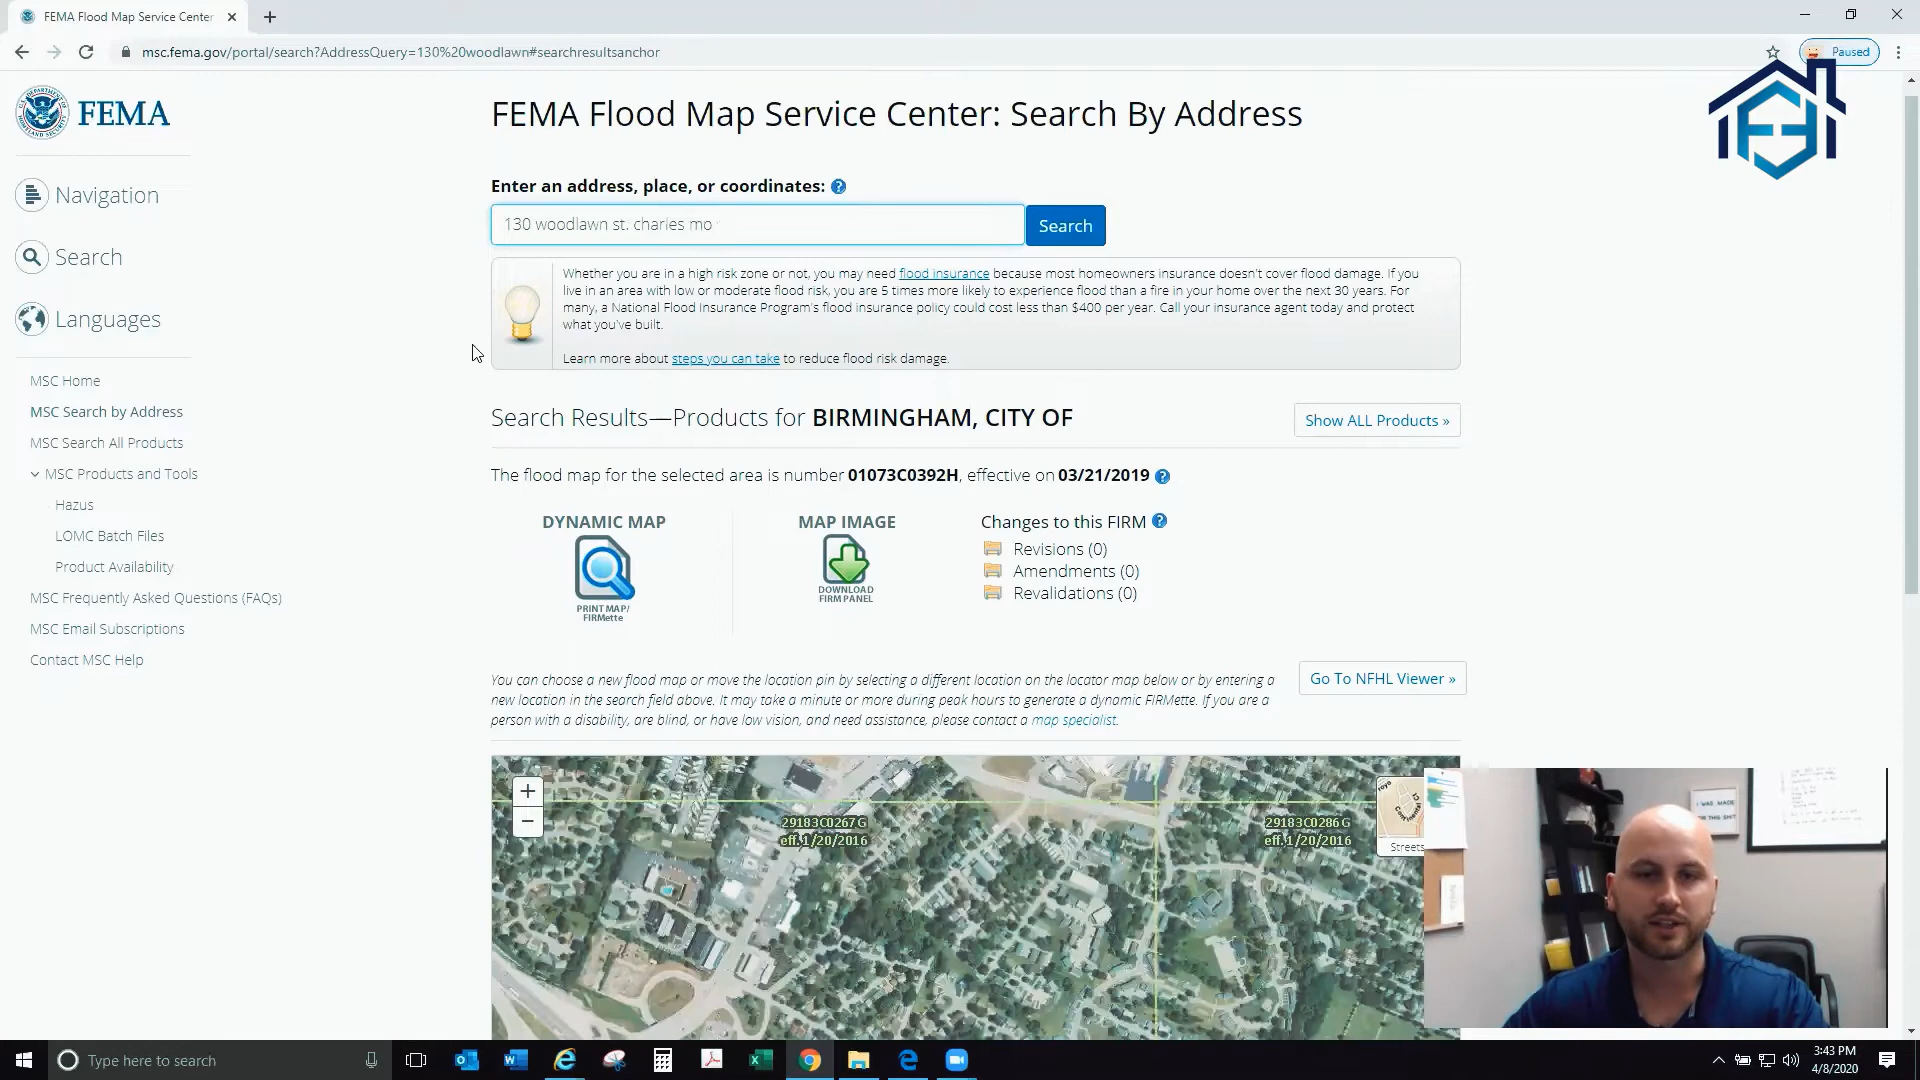 FEMA Flood Map Service Center
msc.fema.gov/portal/search?AddressQuery=130%20woodlawn#searchresultsanchor
Paused
FEMA
Navigation
Search
Languages
MSC Home
MSC Search by Address
MSC Search All Products
MSC Products and Tools
Hazus
LOMC Batch Files
Product Availability
MSC Frequently Asked Questions (FAQs)
MSC Email Subscriptions
Contact MSC Help
FEMA Flood Map Service Center: Search By Address
Enter an address, place, or coordinates: ?
130 woodlawn st. charles mo
Search
Whether you are in a high risk zone or not, you may need flood insurance because most homeowners insurance doesn't cover flood damage. If you
live in an area with low or moderate flood risk, you are 5 times more likely to experience flood than a fire in your home over the next 30 years. For
many, a National Flood Insurance Program's flood insurance policy could cost less than $400 per year. Call your insurance agent today and protect
what you've built.
Learn more about steps you can take to reduce flood risk damage.
Search Results—Products for BIRMINGHAM, CITY OF
Show ALL Products »
The flood map for the selected area is number 01073C0392H, effective on 03/21/2019 ?
DYNAMIC MAP
PRINT MAP/
FIRMette
MAP IMAGE
DOWNLOAD
FIRM PANEL
Changes to this FIRM ?
Revisions (0)
Amendments (0)
Revalidations (0)
You can choose a new flood map or move the location pin by selecting a different location on the locator map below or by entering a
new location in the search field above. It may take a minute or more during peak hours to generate a dynamic FIRMette. If you are a
person with a disability, are blind, or have low vision, and need assistance, please contact a map specialist.
Go To NFHL Viewer »
+
−
29183C0267G
eff.1/20/2016
29183C0286G
eff.1/20/2016
Streets
I WAS MADE
FOR THIS SHIT
Type here to search
3:43 PM
4/8/2020